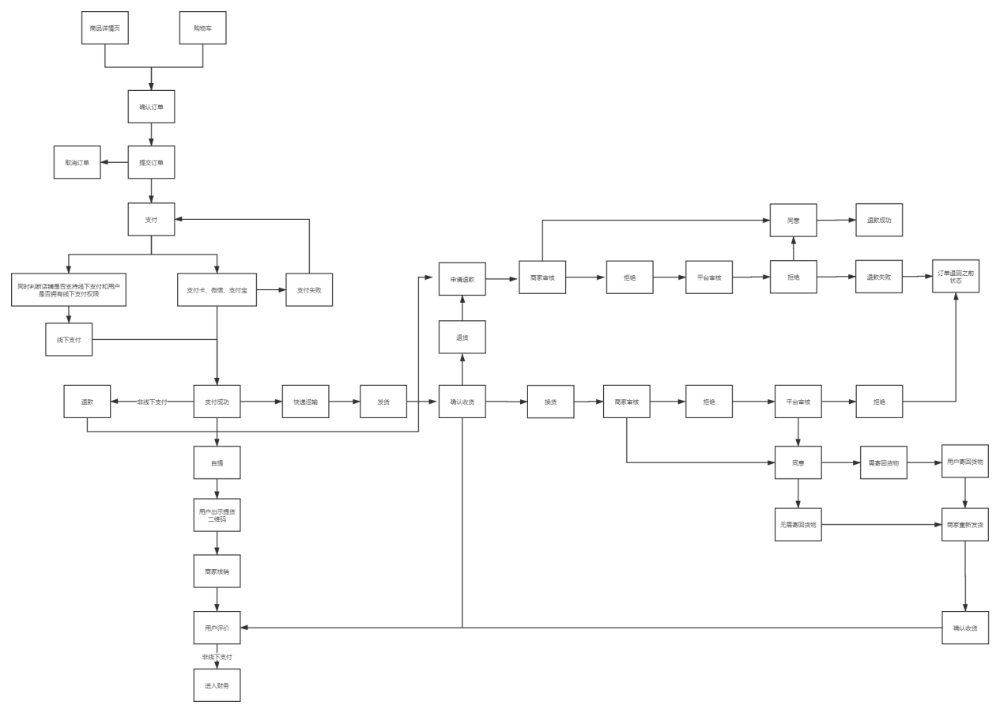 商品详情页
购物车
确认订单
取消订单
提交订单
支付
同意
退款成功
同时判断店铺是否支持线下支付和用户
是否拥有线下支付权限
支付卡、微信、支付宝
支付失败
申请退款
商家审核
拒绝
平台审核
拒绝
退款失败
订单退回之前
状态
线下支付
退货
退款
非线下支付
支付成功
快递运输
发货
确认收货
换货
商家审核
拒绝
平台审核
拒绝
自提
同意
需寄回货物
用户寄回货物
用户出示提货
二维码
无需寄回货物
商家重新发货
商家核销
用户评价
确认收货
非线下支付
进入财务